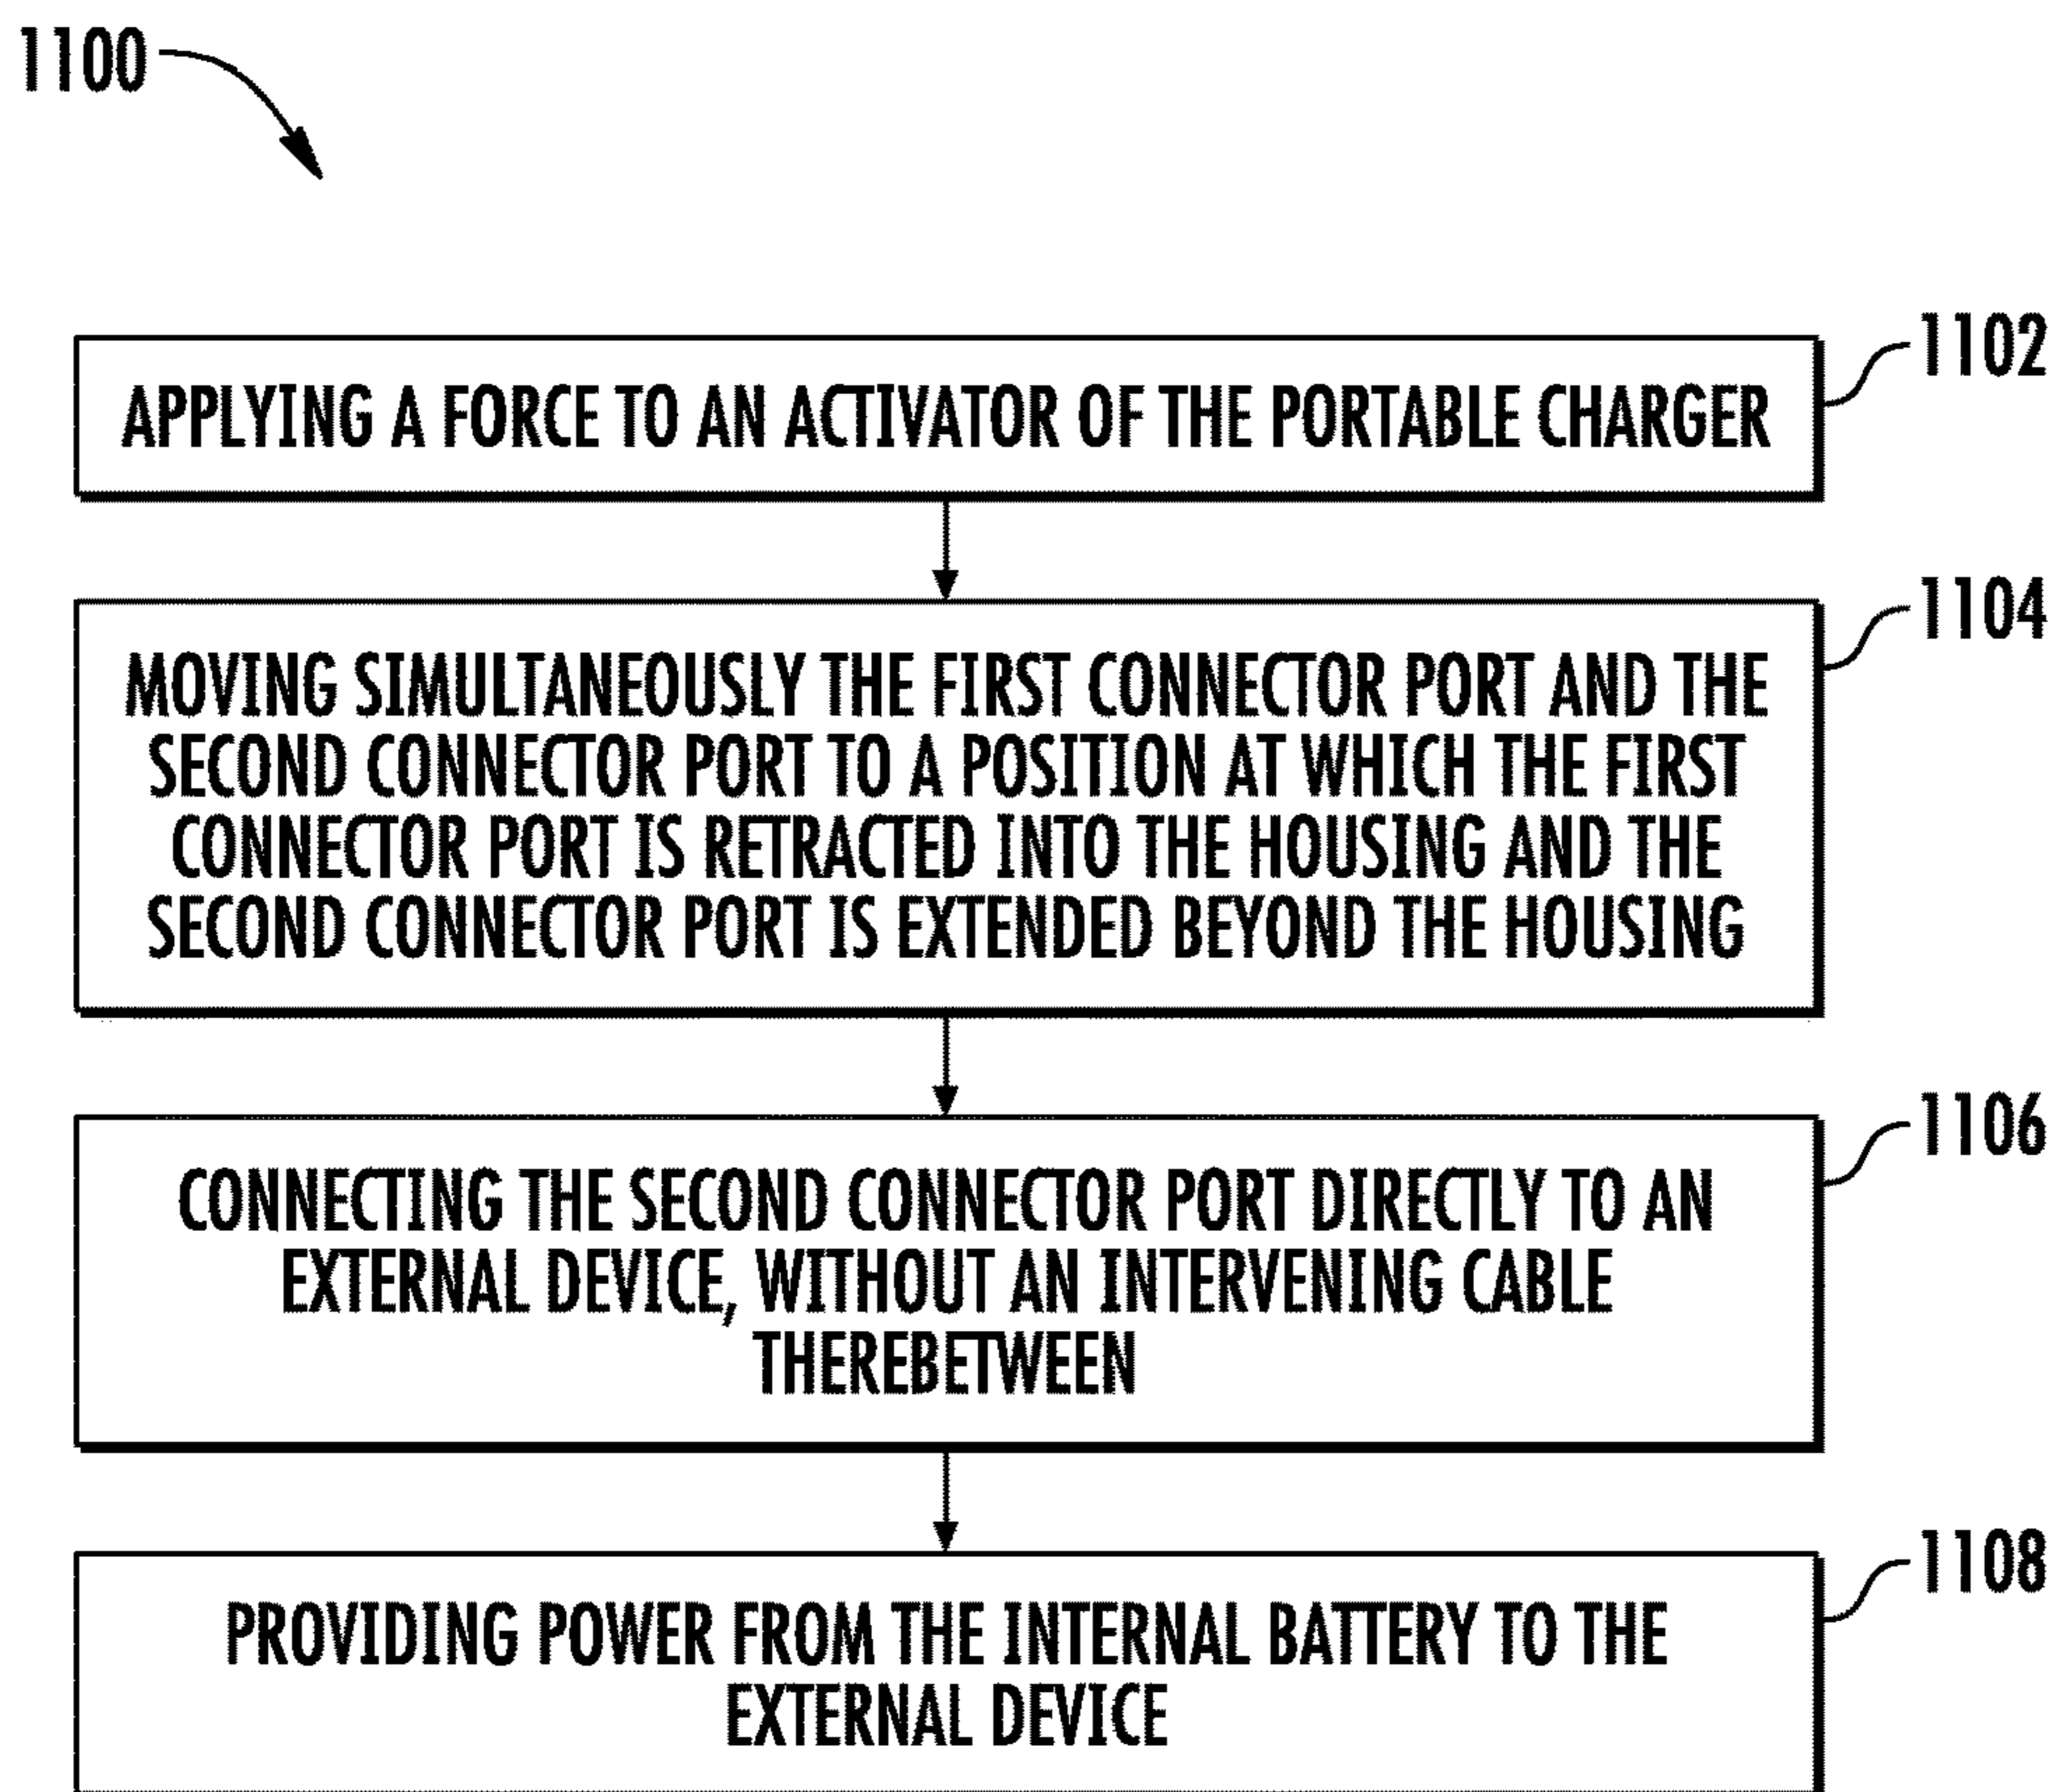 1100
1102
APPLYING A FORCE TO AN ACTIVATOR OF THE PORTABLE CHARGER
1104
MOVING SIMULTANEOUSLY THE FIRST CONNECTOR PORT AND THE
SECOND CONNECTOR PORT TO A POSITION AT WHICH THE FIRST
CONNECTOR PORT IS RETRACTED INTO THE HOUSING AND THE
SECOND CONNECTOR PORT IS EXTENDED BEYOND THE HOUSING
1106
CONNECTING THE SECOND CONNECTOR PORT DIRECTLY TO AN
EXTERNAL DEVICE, WITHOUT AN INTERVENING CABLE
THEREBETWEEN
1108
PROVIDING POWER FROM THE INTERNAL BATTERY TO THE
EXTERNAL DEVICE